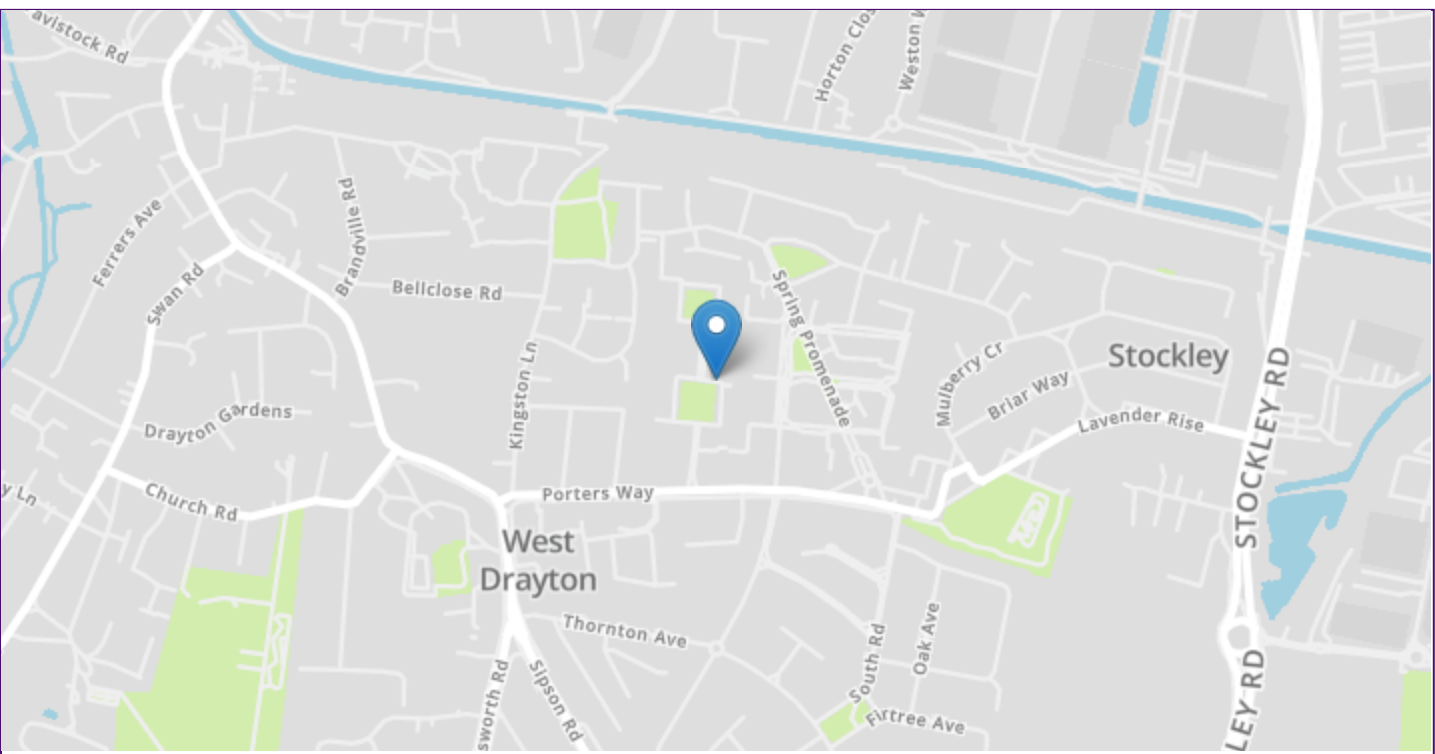 avistock Rd
Horton Clos
Weston W
Ferrers Ave
Brandville Rd
Swan Rd
Bellclose Rd
Spring Promenade
Kingston Ln
Stockley
Mulberry Cr
Briar Way
Lavender Rise
STOCKLEY RD
Drayton Gardens
y Ln
Church Rd
Porters Way
West
Drayton
Thornton Ave
South Rd
Oak Ave
sworth Rd
Sipson Rd
Firtree Ave
LEY RD